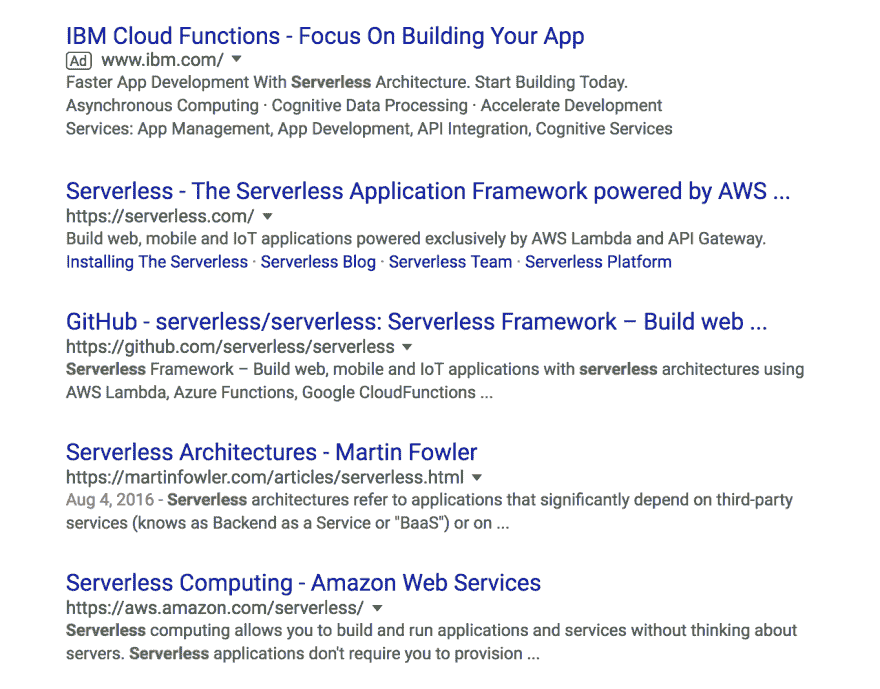 IBM Cloud Functions - Focus On Building Your App
Ad www.ibm.com/
Faster App Development With Serverless Architecture. Start Building Today.
Asynchronous Computing · Cognitive Data Processing · Accelerate Development
Services: App Management, App Development, API Integration, Cognitive Services
Serverless - The Serverless Application Framework powered by AWS ...
https://serverless.com/
Build web, mobile and IoT applications powered exclusively by AWS Lambda and API Gateway.
Installing The Serverless · Serverless Blog · Serverless Team · Serverless Platform
GitHub - serverless/serverless: Serverless Framework – Build web ...
https://github.com/serverless/serverless
Serverless Framework – Build web, mobile and IoT applications with serverless architectures using
AWS Lambda, Azure Functions, Google CloudFunctions ...
Serverless Architectures - Martin Fowler
https://martinfowler.com/articles/serverless.html
Aug 4, 2016 - Serverless architectures refer to applications that significantly depend on third-party
services (knows as Backend as a Service or "BaaS") or on ...
Serverless Computing - Amazon Web Services
https://aws.amazon.com/serverless/
Serverless computing allows you to build and run applications and services without thinking about
servers. Serverless applications don't require you to provision ...